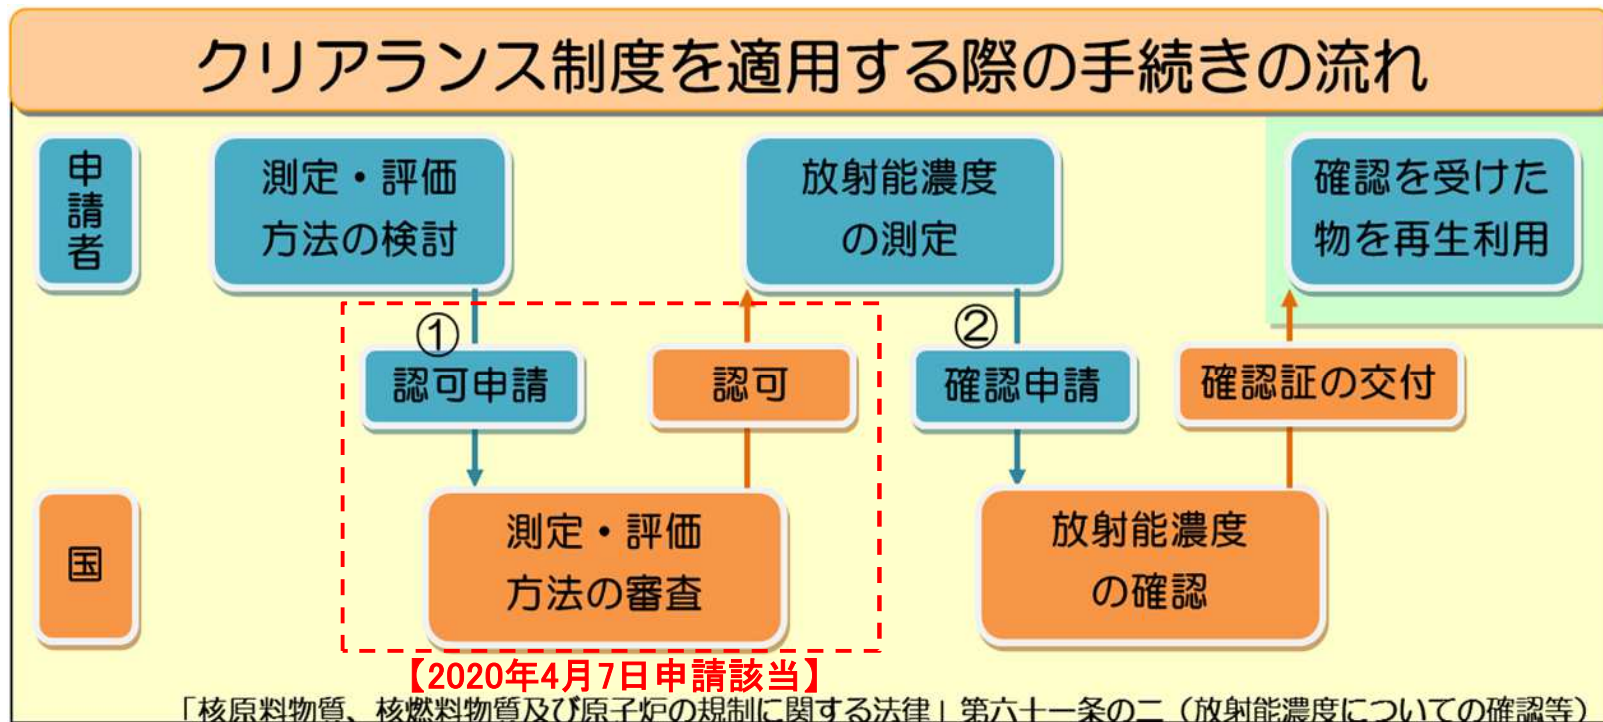 クリアランス制度を適用する際の手続きの流れ
申請者
測定・評価
方法の検討
放射能濃度
の測定
確認を受けた
物を再生利用
①
②
認可申請
認可
確認申請
確認証の交付
国
測定・評価
方法の審査
放射能濃度
の確認
【2020年4月7日申請該当】
「核原料物質、核燃料物質及び原子炉の規制に関する法律」第六十一条の二（放射能濃度についての確認等）